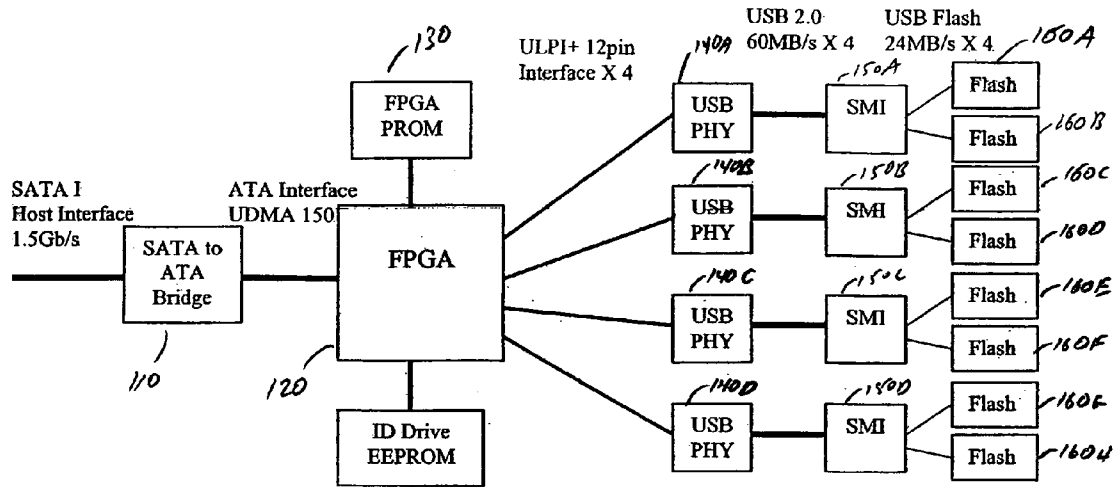 130
FPGA
PROM
ULPI+ 12pin
Interface X 4
USB 2.0
60MB/s X 4
USB Flash
24MB/s X 4
SATA I
Host Interface
1.5Gb/s
ATA Interface
UDMA 150
SATA to
ATA
Bridge
110
FPGA
120
ID Drive
EEPROM
140A
USB
PHY
150A
SMI
160A
Flash
160B
Flash
140B
USB
PHY
150B
SMI
160C
Flash
160D
Flash
140C
USB
PHY
150C
SMI
160E
Flash
160F
Flash
140D
USB
PHY
150D
SMI
Flash
Flash